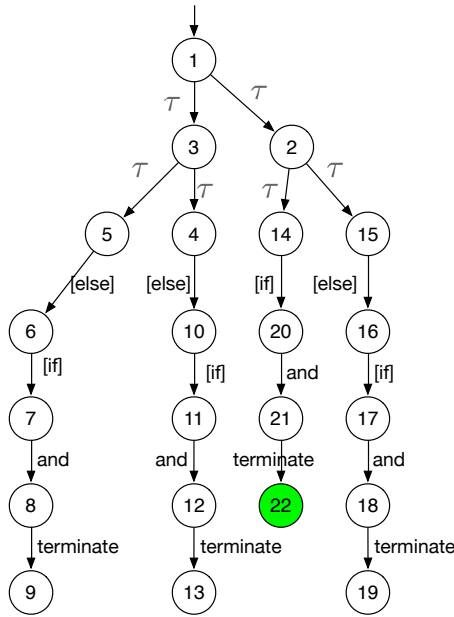 1
τ
τ
3
2
τ
τ
τ
τ
5
4
14
15
[else]
[else]
[if]
[else]
6
10
20
16
[if]
[if]
and
[if]
7
11
21
17
and
and
terminate
and
8
12
22
18
terminate
terminate
terminate
9
13
19